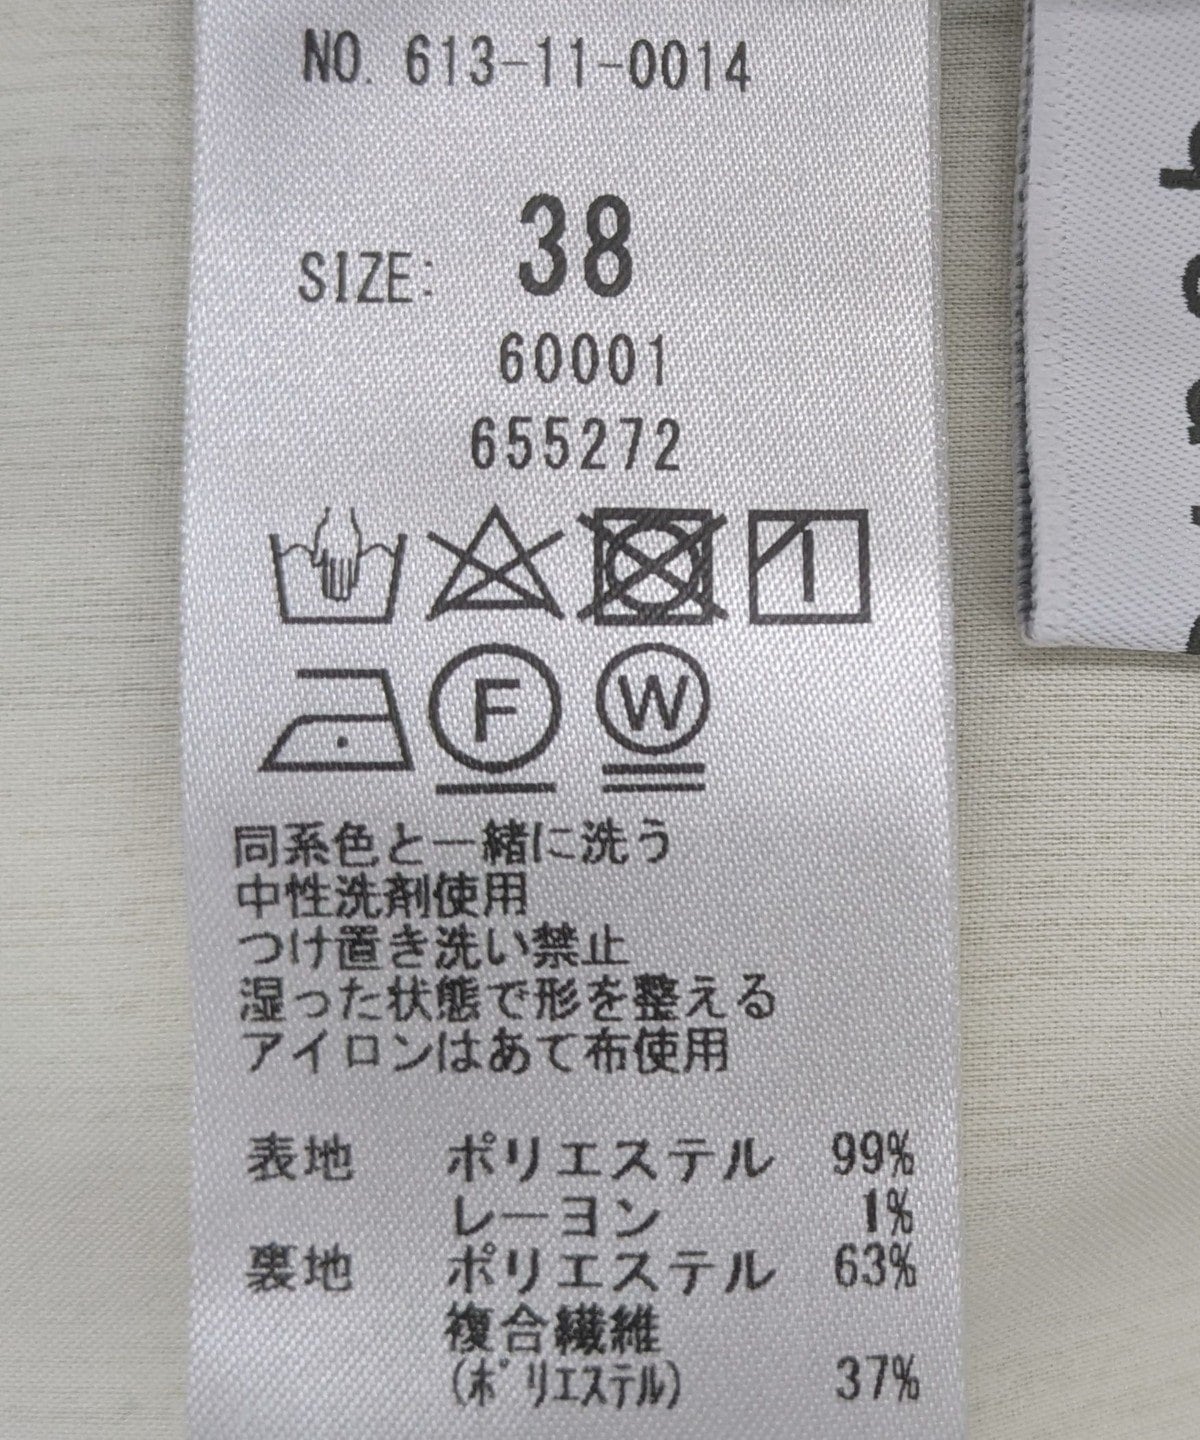 NO. 613-11-0014
SIZE: 38
60001
655272
F W
同系色と一緒に洗う
中性洗剤使用
つけ置き洗い禁止
湿った状態で形を整える
アイロンはあて布使用
表地 ポリエステル 99%
レーヨン 1%
裏地 ポリエステル 63%
複合繊維
(ポリエステル) 37%